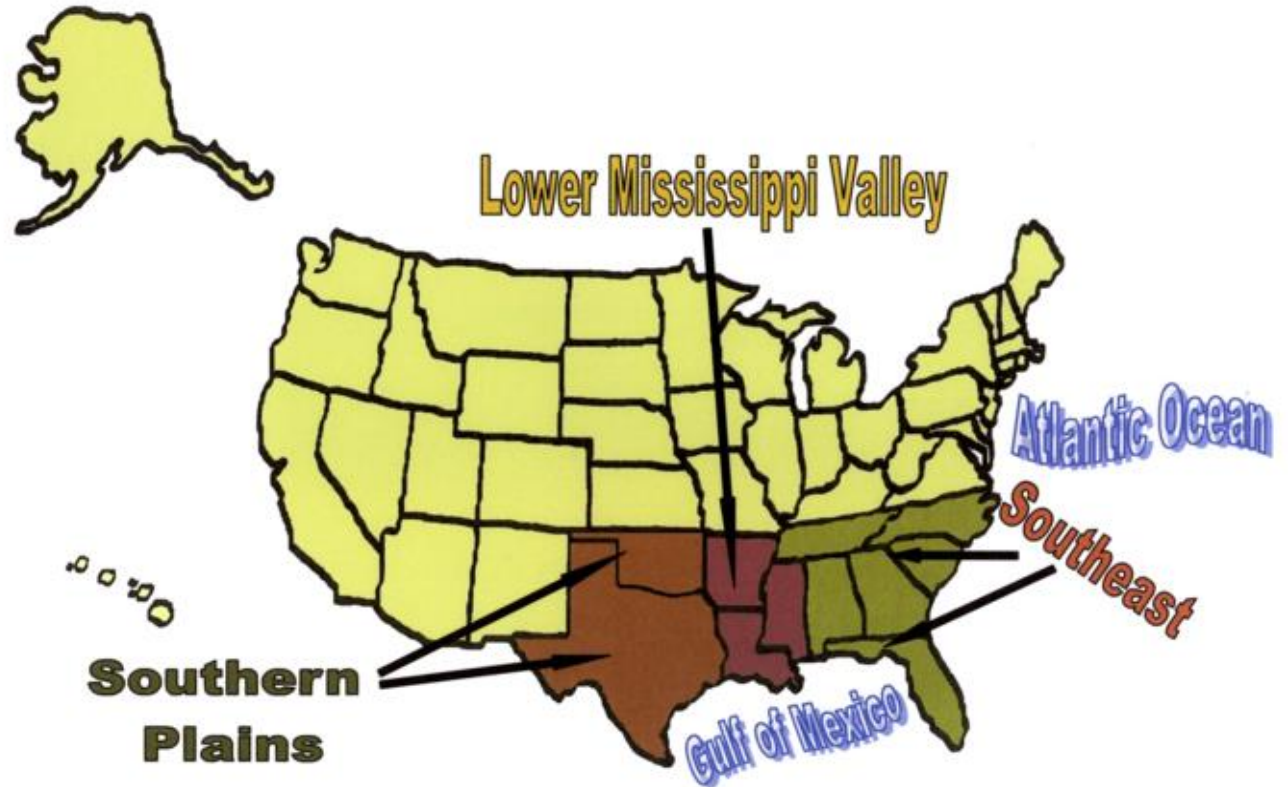 Lower Mississippi Valley
Atlantic Ocean
Southeast
Southern
Plains
Gulf of Mexico